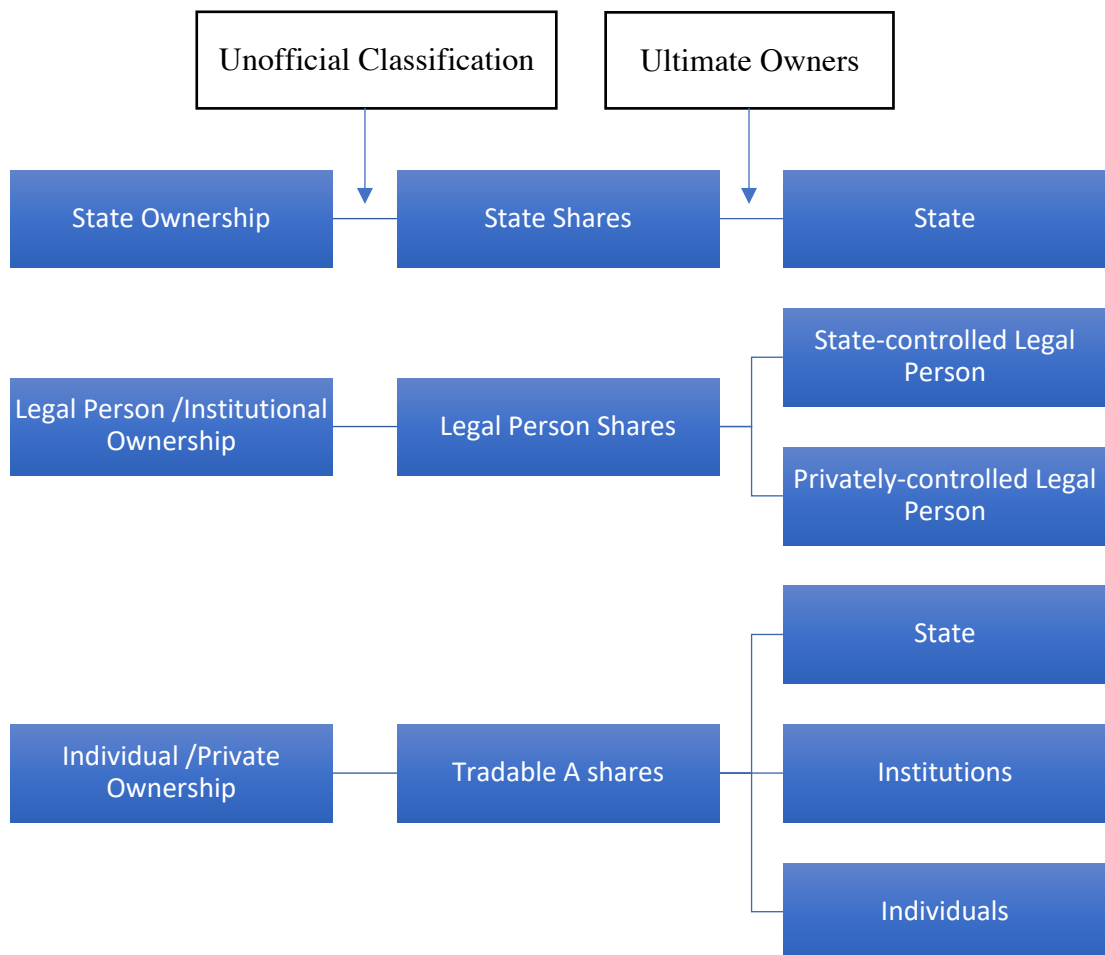 Unofficial Classification
Ultimate Owners
State Ownership
State Shares
State
State-controlled Legal
Person
Legal Person /Institutional
Ownership
Legal Person Shares
Privately-controlled Legal
Person
State
Individual /Private
Ownership
Tradable A shares
Institutions
Individuals